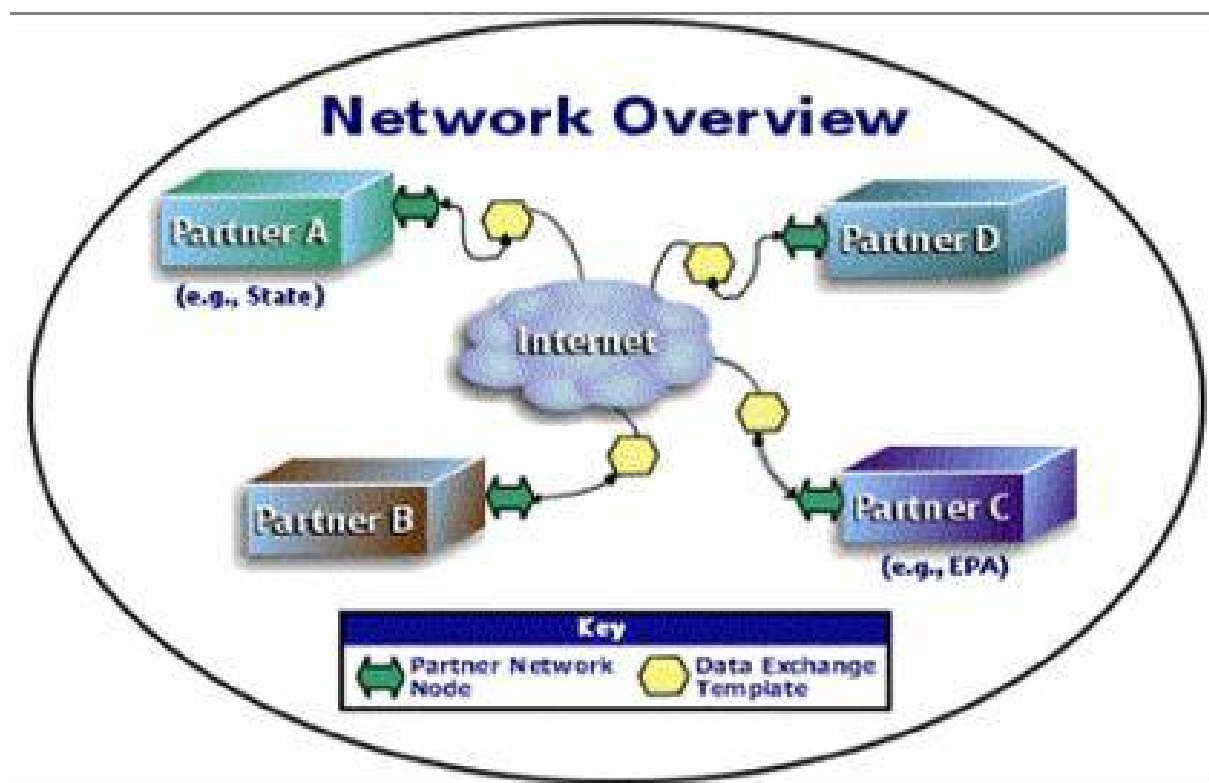 Network Overview
Partner A
(e.g., State)
Partner D
Internet
Partner B
Partner C
(e.g., EPA)
Key
Partner Network
Node
Data Exchange
Template